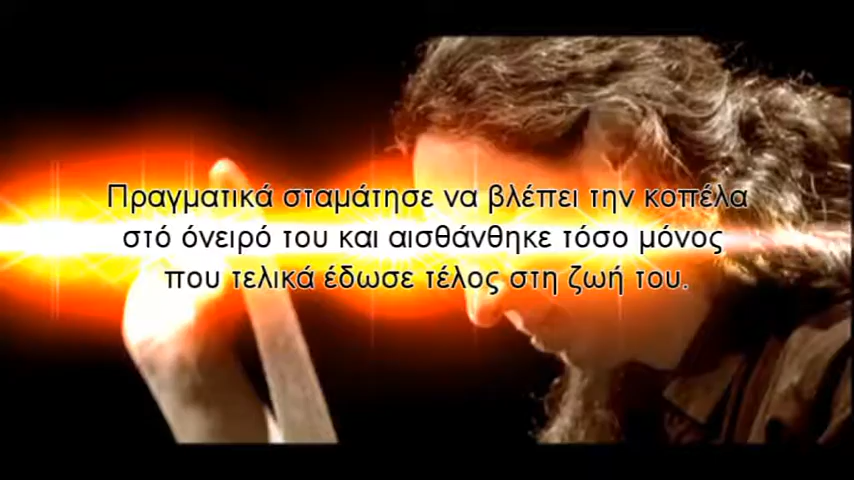 Πραγματικά σταμάτησε να βλέπει την κοπέλα
στό όνειρό του και αισθάνθηκε τόσο μόνος
που τελικά έδωσε τέλος στη ζωή του.